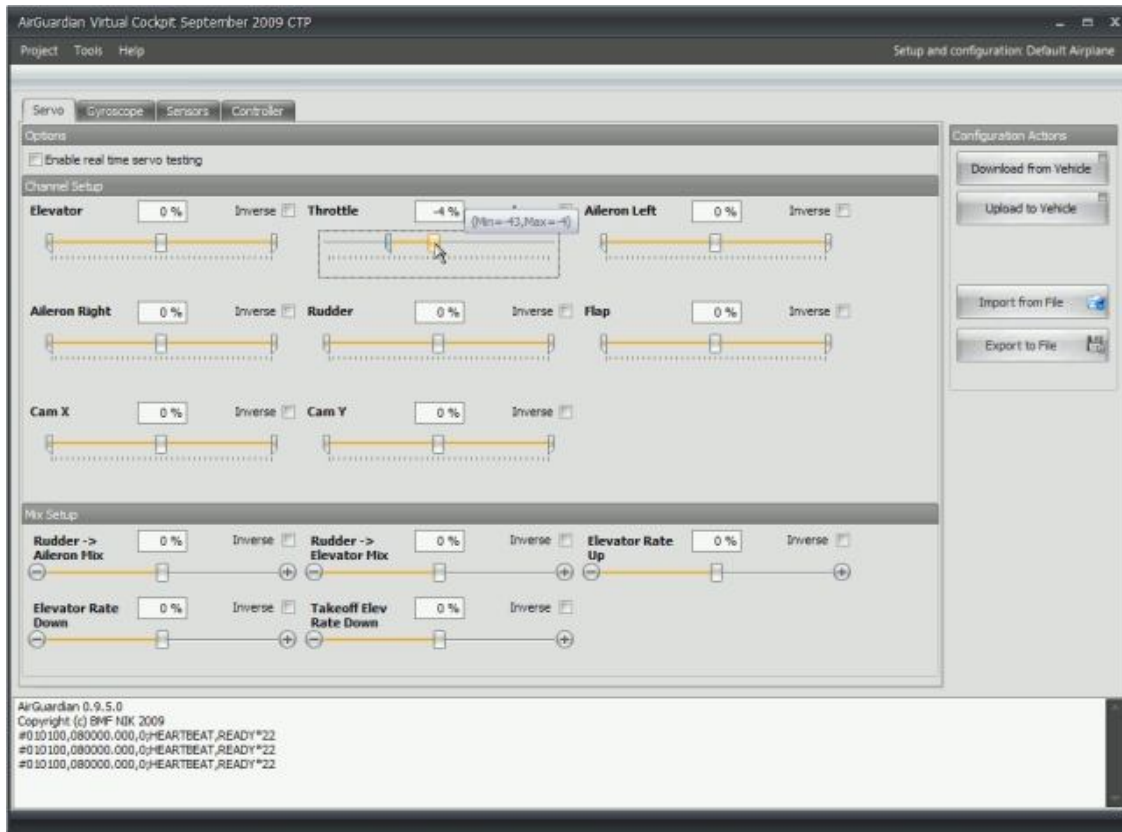 AirGuardian Virtual Cockpit September 2009 CTP
Project Tools Help Setup and configuration: Default Airplane
Servo Gyroscope Sensors Controller
Options
Enable real time servo testing
Channel Setup
Elevator 0 % Inverse Throttle -4 % Aileron Left 0 % Inverse
(Min=-43,Max=-4)
Aileron Right 0 % Inverse Rudder 0 % Inverse Flap 0 % Inverse
Cam X 0 % Inverse Cam Y 0 % Inverse
Mix Setup
Rudder -> 0 % Inverse Rudder -> 0 % Inverse Elevator Rate 0 % Inverse
Aileron Mix Elevator Mix Up
Elevator Rate 0 % Inverse Takeoff Elev 0 % Inverse
Down Rate Down
Configuration Actions
Download from Vehicle
Upload to Vehicle
Import from File
Export to File
AirGuardian 0.9.5.0
Copyright (c) BMF NIK 2009
#010100,080000.000,0;HEARTBEAT,READY*22
#010100,080000.000,0;HEARTBEAT,READY*22
#010100,080000.000,0;HEARTBEAT,READY*22